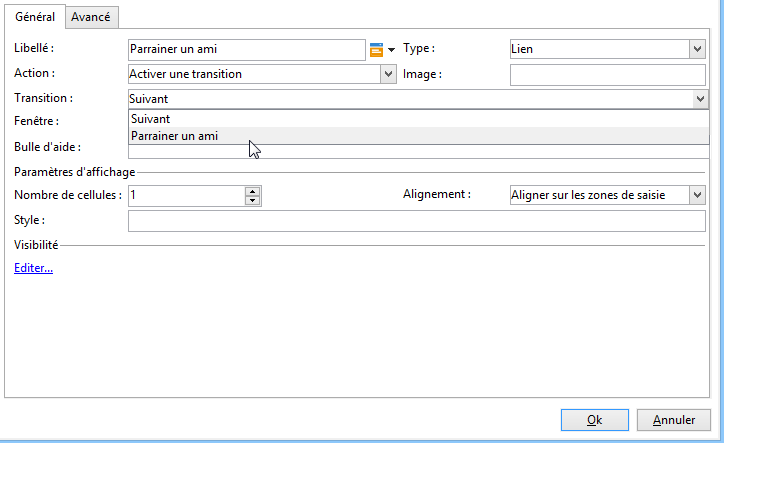 Général Avancé
Libellé : Parrainer un ami Type : Lien
Action : Activer une transition Image :
Transition : Suivant
Fenêtre : Suivant
Parrainer un ami
Bulle d'aide :
Paramètres d'affichage
Nombre de cellules : 1 Alignement : Aligner sur les zones de saisie
Style :
Visibilité
Editer...
Ok Annuler